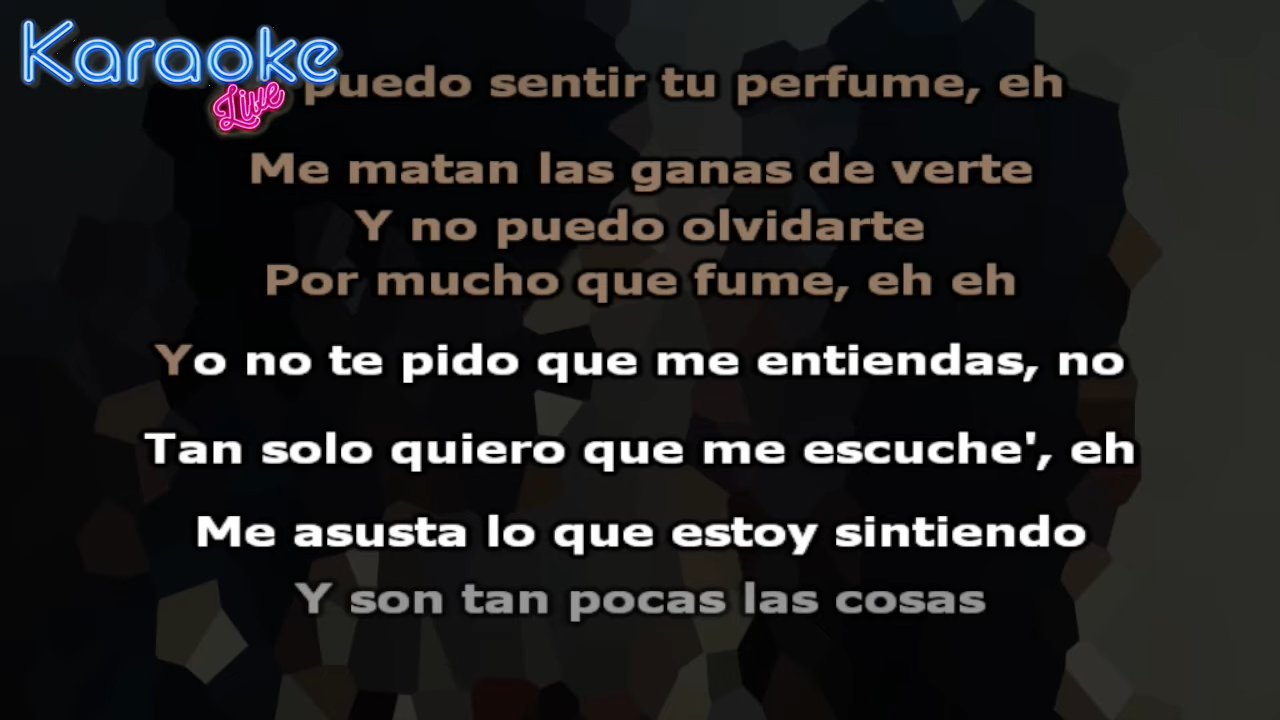 Karaoke
Live
puedo sentir tu perfume, eh
Me matan las ganas de verte
Y no puedo olvidarte
Por mucho que fume, eh eh
Yo no te pido que me entiendas, no
Tan solo quiero que me escuche', eh
Me asusta lo que estoy sintiendo
Y son tan pocas las cosas